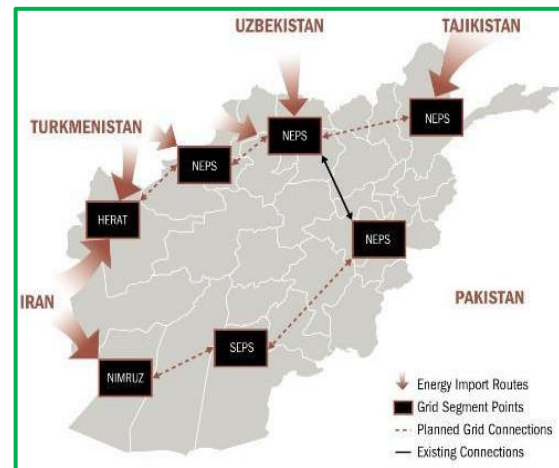 UZBEKISTAN
TAJIKISTAN
TURKMENISTAN
NEPS
NEPS
NEPS
HERAT
NEPS
IRAN
PAKISTAN
SEPS
NIMRUZ
Energy Import Routes
Grid Segment Points
Planned Grid Connections
Existing Connections